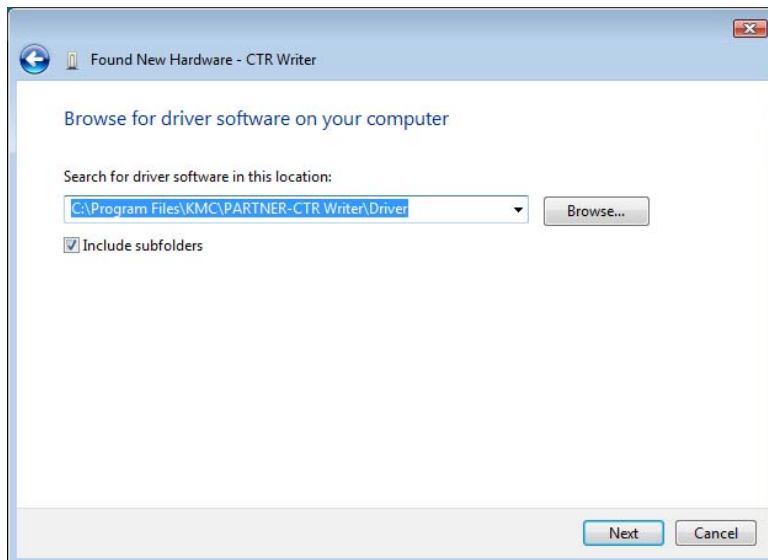 Found New Hardware - CTR Writer
Browse for driver software on your computer
Search for driver software in this location:
C:\Program Files\KMC\PARTNER-CTR Writer\Driver
Browse...
Include subfolders
Next
Cancel